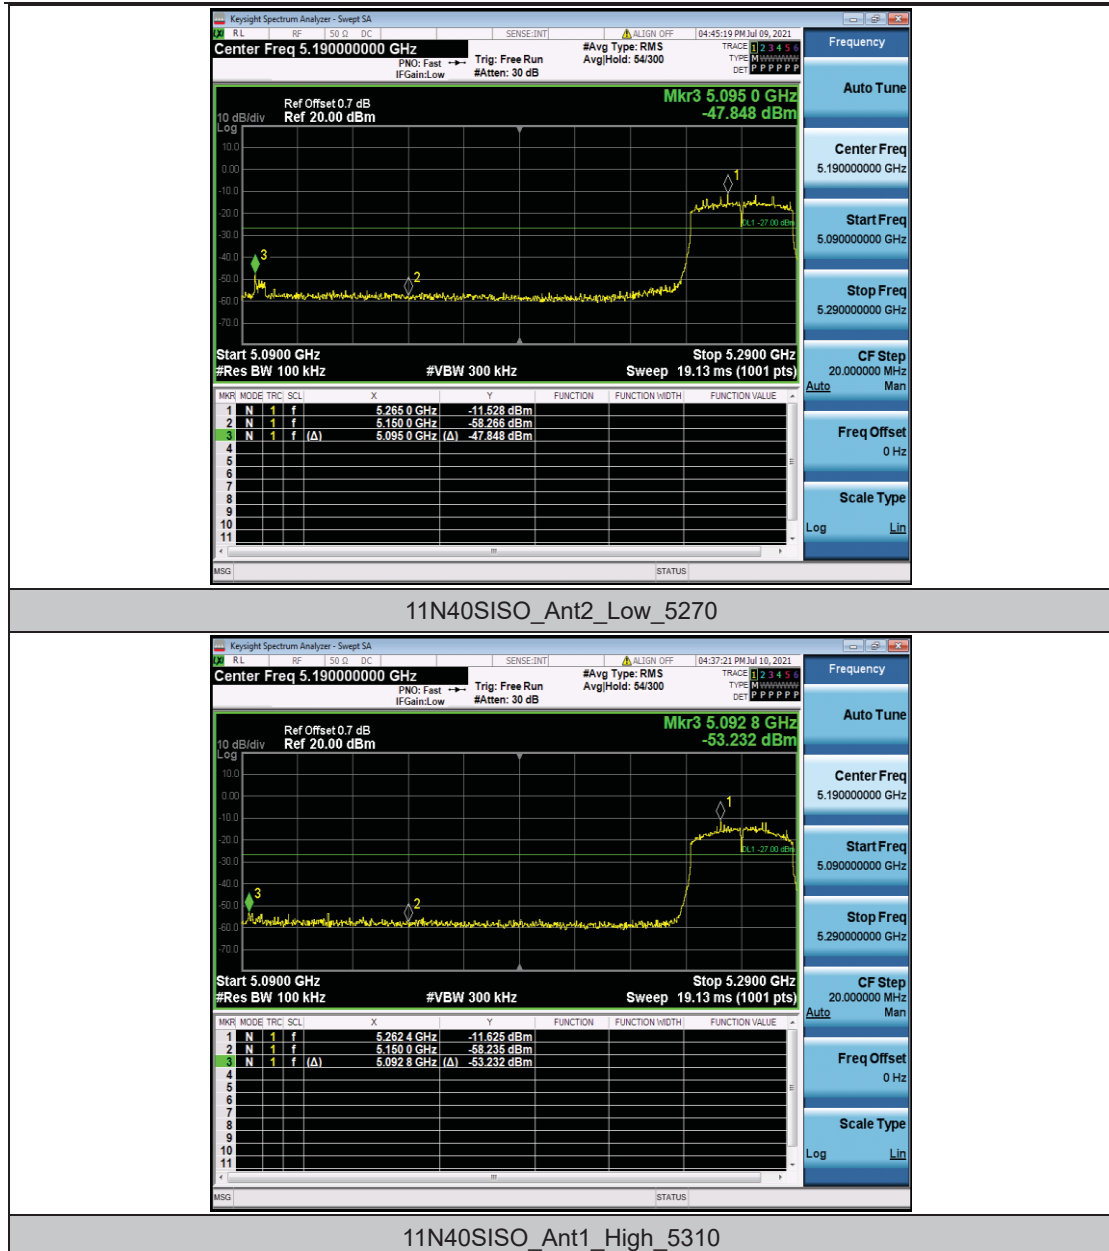 Keysight Spectrum Analyzer - Swept SA
RL RF 50 Ω DC SENSE:INT ALIGN OFF 04:45:19 PM Jul 09, 2021
Center Freq 5.190000000 GHz
PNO: Fast
IFGain:Low
Trig: Free Run
#Atten: 30 dB
#Avg Type: RMS
Avg|Hold: 54/300
TRACE 1 2 3 4 5 6
TYPE M W W W W W
DET P P P P P P
Mkr3 5.095 0 GHz
-47.848 dBm
Ref Offset 0.7 dB
10 dB/div Ref 20.00 dBm
Log
10.0
0.00
-10.0
-20.0
-30.0
-40.0
-50.0
-60.0
-70.0
1
2
3
DL1 -27.00 dBm
Start 5.0900 GHz Stop 5.2900 GHz
#Res BW 100 kHz #VBW 300 kHz Sweep 19.13 ms (1001 pts)
MKR MODE TRC SCL X Y FUNCTION FUNCTION WIDTH FUNCTION VALUE
1 N 1 f 5.265 0 GHz -11.528 dBm
2 N 1 f 5.150 0 GHz -58.266 dBm
3 N 1 f (Δ) 5.095 0 GHz (Δ) -47.848 dBm
4
5
6
7
8
9
10
11
MSG STATUS
Frequency
Auto Tune
Center Freq
5.190000000 GHz
Start Freq
5.090000000 GHz
Stop Freq
5.290000000 GHz
CF Step
20.000000 MHz
Auto Man
Freq Offset
0 Hz
Scale Type
Log Lin
11N40SISO_Ant2_Low_5270
Keysight Spectrum Analyzer - Swept SA
RL RF 50 Ω DC SENSE:INT ALIGN OFF 04:37:21 PM Jul 10, 2021
Center Freq 5.190000000 GHz
PNO: Fast
IFGain:Low
Trig: Free Run
#Atten: 30 dB
#Avg Type: RMS
Avg|Hold: 54/300
TRACE 1 2 3 4 5 6
TYPE M W W W W W
DET P P P P P P
Mkr3 5.092 8 GHz
-53.232 dBm
Ref Offset 0.7 dB
10 dB/div Ref 20.00 dBm
Log
10.0
0.00
-10.0
-20.0
-30.0
-40.0
-50.0
-60.0
-70.0
1
2
3
DL1 -27.00 dBm
Start 5.0900 GHz Stop 5.2900 GHz
#Res BW 100 kHz #VBW 300 kHz Sweep 19.13 ms (1001 pts)
MKR MODE TRC SCL X Y FUNCTION FUNCTION WIDTH FUNCTION VALUE
1 N 1 f 5.262 4 GHz -11.625 dBm
2 N 1 f 5.150 0 GHz -58.235 dBm
3 N 1 f (Δ) 5.092 8 GHz (Δ) -53.232 dBm
4
5
6
7
8
9
10
11
MSG STATUS
Frequency
Auto Tune
Center Freq
5.190000000 GHz
Start Freq
5.090000000 GHz
Stop Freq
5.290000000 GHz
CF Step
20.000000 MHz
Auto Man
Freq Offset
0 Hz
Scale Type
Log Lin
11N40SISO_Ant1_High_5310